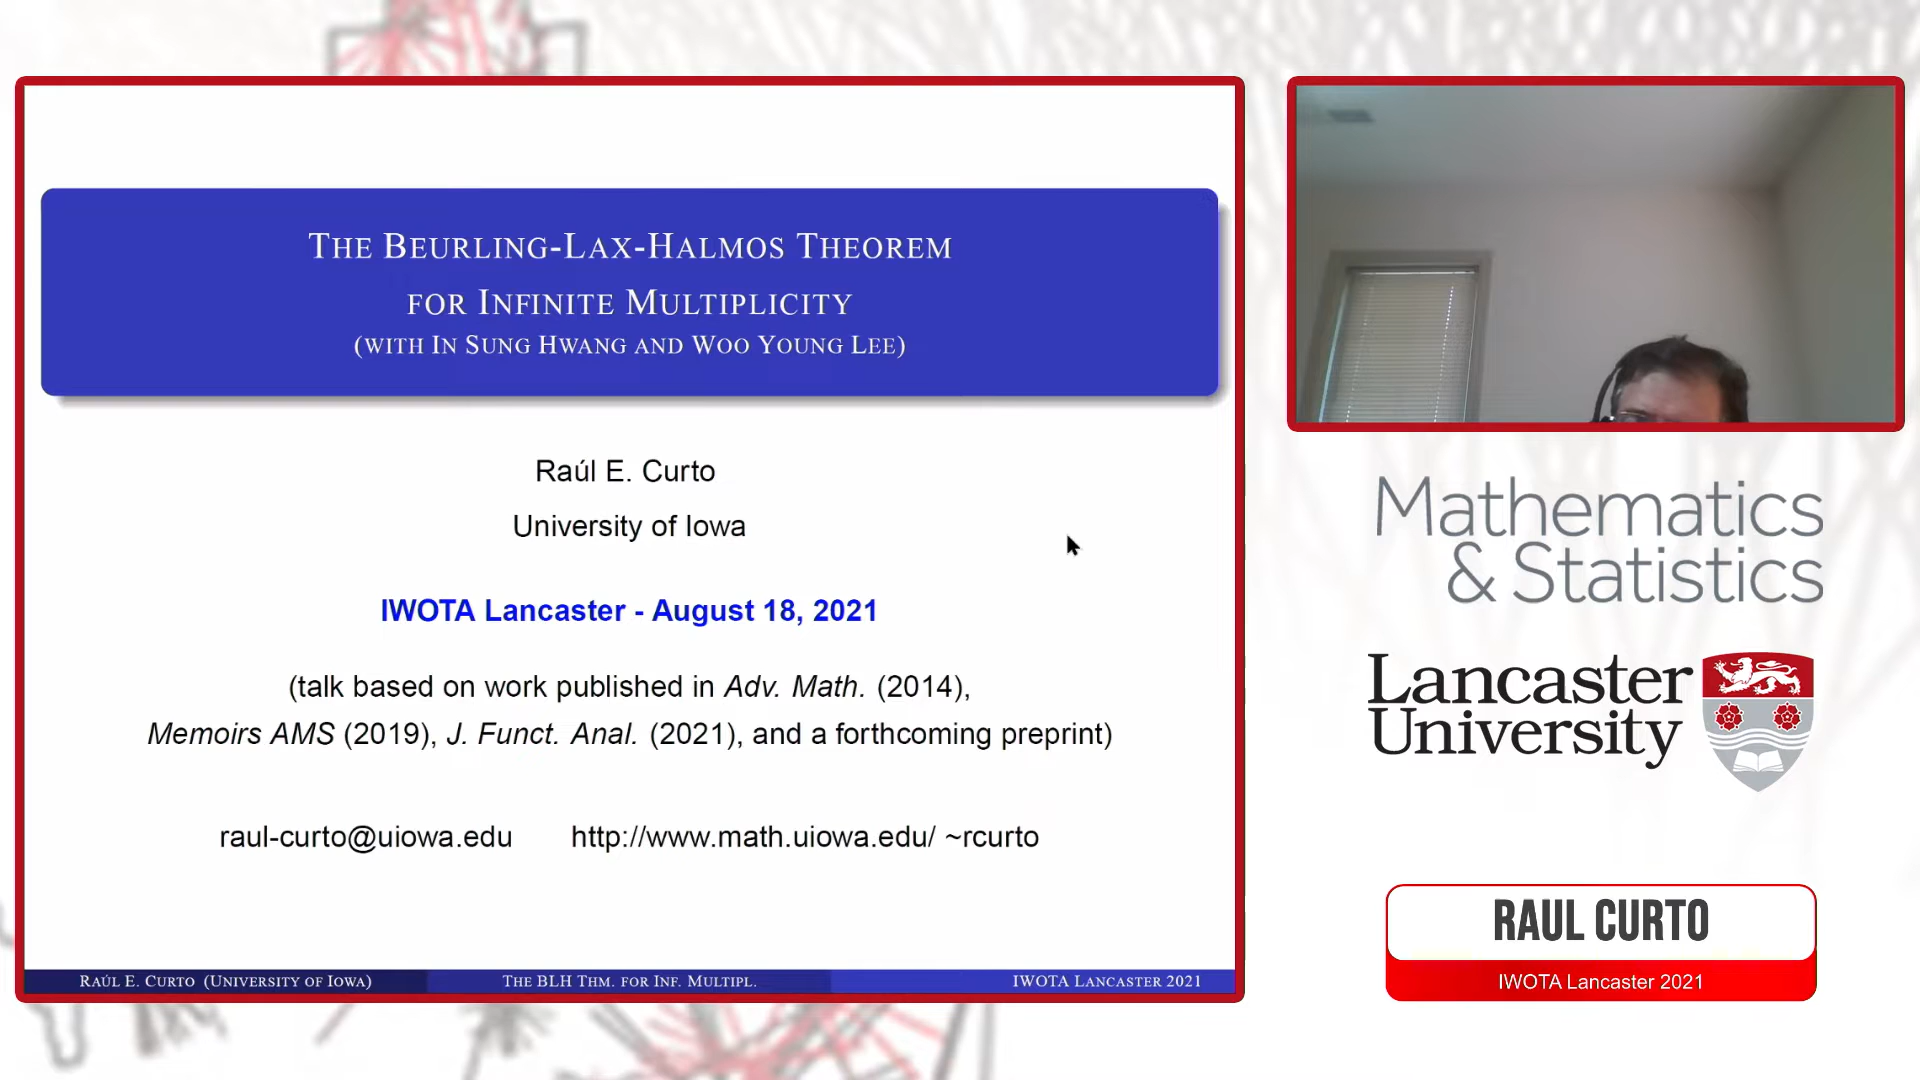 THE BEURLING-LAX-HALMOS THEOREM
FOR INFINITE MULTIPLICITY
(WITH IN SUNG HWANG AND WOO YOUNG LEE)
Raúl E. Curto
University of Iowa
IWOTA Lancaster - August 18, 2021
(talk based on work published in Adv. Math. (2014),
Memoirs AMS (2019), J. Funct. Anal. (2021), and a forthcoming preprint)
raul-curto@uiowa.edu http://www.math.uiowa.edu/ ~rcurto
RAÚL E. CURTO (UNIVERSITY OF IOWA) THE BLH THM. FOR INF. MULTIPL. IWOTA LANCASTER 2021
Mathematics
& Statistics
Lancaster
University
RAUL CURTO
IWOTA Lancaster 2021